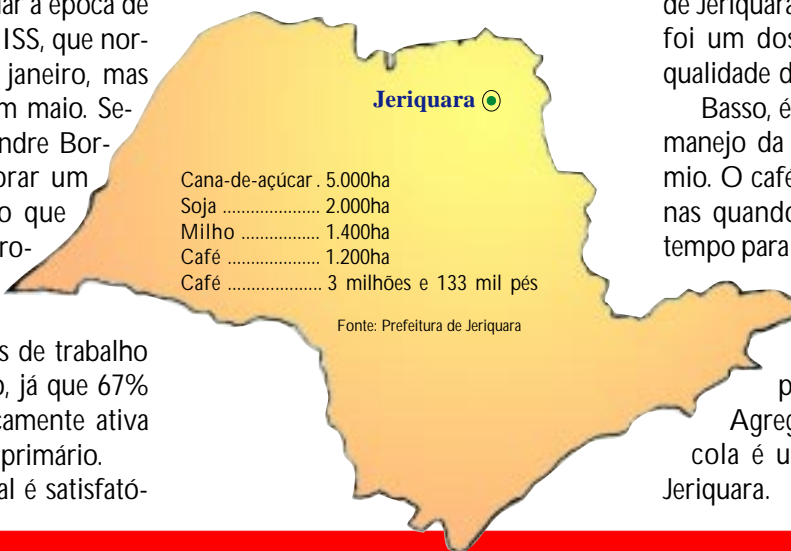 ar a época de
ISS, que nor-
janeiro, mas
m maio. Se-
ndre Bor-
brar um
o que
ro-
s de trabalho
o, já que 67%
camente ativa
primário.
al é satisfató-
Jeriquara
Cana-de-açúcar . 5.000ha
Soja ..................... 2.000ha
Milho .................... 1.400ha
Café .................... 1.200ha
Café .................... 3 milhões e 133 mil pés
Fonte: Prefeitura de Jeriquara
de Jeriquara
foi um dos
qualidade d
Basso, é
manejo da
mio. O café
nas quando
tempo para
p
Agreg
cola é u
Jeriquara.